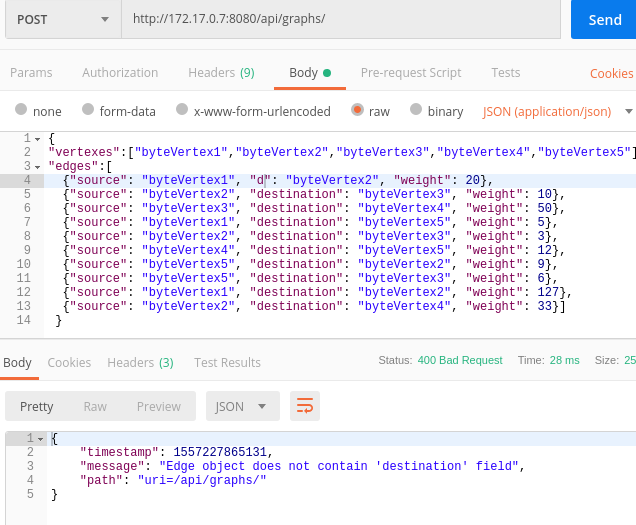 POST http://172.17.0.7:8080/api/graphs/ Send
Params Authorization Headers (9) Body Pre-request Script Tests Cookies
none form-data x-www-form-urlencoded raw binary JSON (application/json)
1 {
2 "vertexes":["byteVertex1","byteVertex2","byteVertex3","byteVertex4","byteVertex5"]
3 "edges":[
4 {"source": "byteVertex1", "d": "byteVertex2", "weight": 20},
5 {"source": "byteVertex2", "destination": "byteVertex3", "weight": 10},
6 {"source": "byteVertex3", "destination": "byteVertex4", "weight": 50},
7 {"source": "byteVertex1", "destination": "byteVertex5", "weight": 5},
8 {"source": "byteVertex2", "destination": "byteVertex3", "weight": 3},
9 {"source": "byteVertex4", "destination": "byteVertex5", "weight": 12},
10 {"source": "byteVertex5", "destination": "byteVertex2", "weight": 9},
11 {"source": "byteVertex5", "destination": "byteVertex3", "weight": 6},
12 {"source": "byteVertex1", "destination": "byteVertex2", "weight": 127},
13 {"source": "byteVertex2", "destination": "byteVertex4", "weight": 33}]
14 }
Body Cookies Headers (3) Test Results Status: 400 Bad Request Time: 28 ms Size: 25
Pretty Raw Preview JSON
1 {
2 "timestamp": 1557227865131,
3 "message": "Edge object does not contain 'destination' field",
4 "path": "uri=/api/graphs/"
5 }